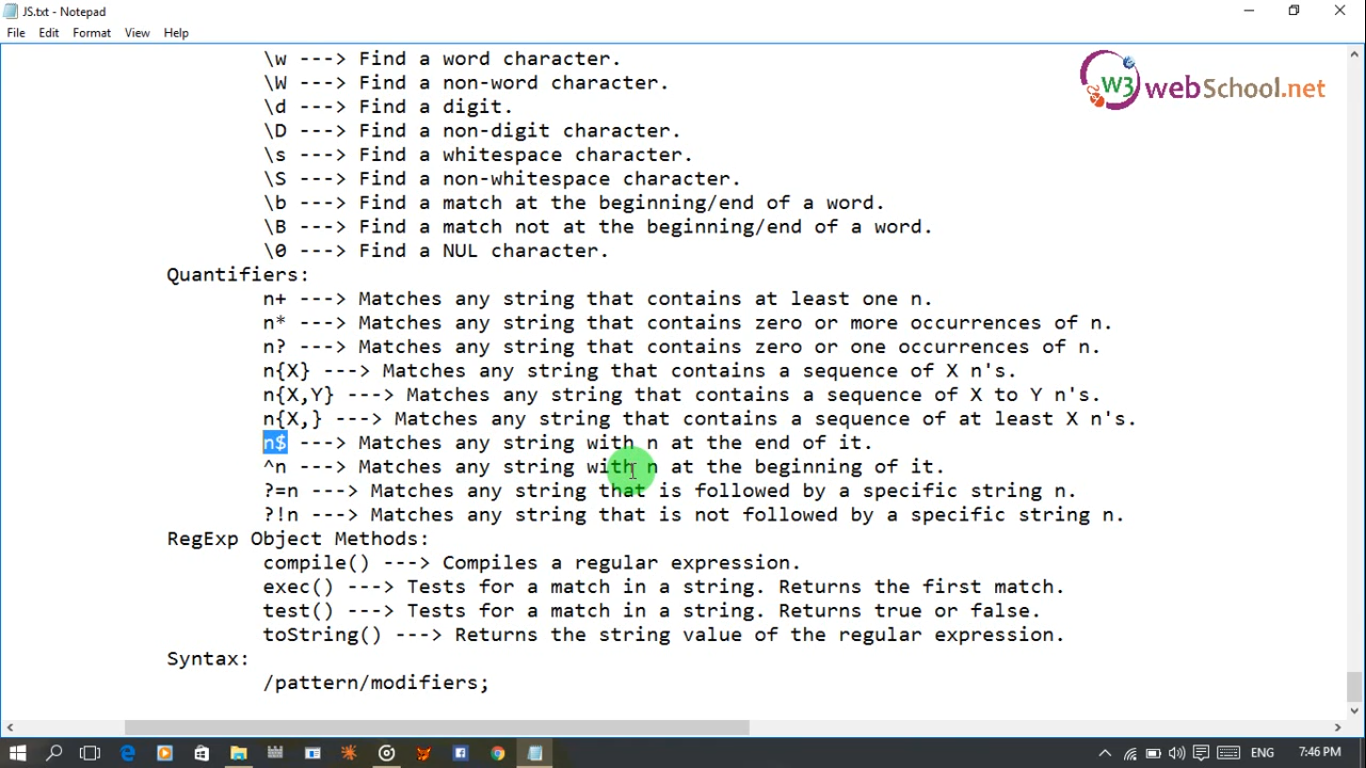 JS.txt - Notepad
File Edit Format View Help
W3 webSchool.net
\w ---> Find a word character.
\W ---> Find a non-word character.
\d ---> Find a digit.
\D ---> Find a non-digit character.
\s ---> Find a whitespace character.
\S ---> Find a non-whitespace character.
\b ---> Find a match at the beginning/end of a word.
\B ---> Find a match not at the beginning/end of a word.
\0 ---> Find a NUL character.
Quantifiers:
n+ ---> Matches any string that contains at least one n.
n* ---> Matches any string that contains zero or more occurrences of n.
n? ---> Matches any string that contains zero or one occurrences of n.
n{X} ---> Matches any string that contains a sequence of X n's.
n{X,Y} ---> Matches any string that contains a sequence of X to Y n's.
n{X,} ---> Matches any string that contains a sequence of at least X n's.
n$ ---> Matches any string with n at the end of it.
^n ---> Matches any string with n at the beginning of it.
?=n ---> Matches any string that is followed by a specific string n.
?!n ---> Matches any string that is not followed by a specific string n.
RegExp Object Methods:
compile() ---> Compiles a regular expression.
exec() ---> Tests for a match in a string. Returns the first match.
test() ---> Tests for a match in a string. Returns true or false.
toString() ---> Returns the string value of the regular expression.
Syntax:
/pattern/modifiers;
ENG 7:46 PM